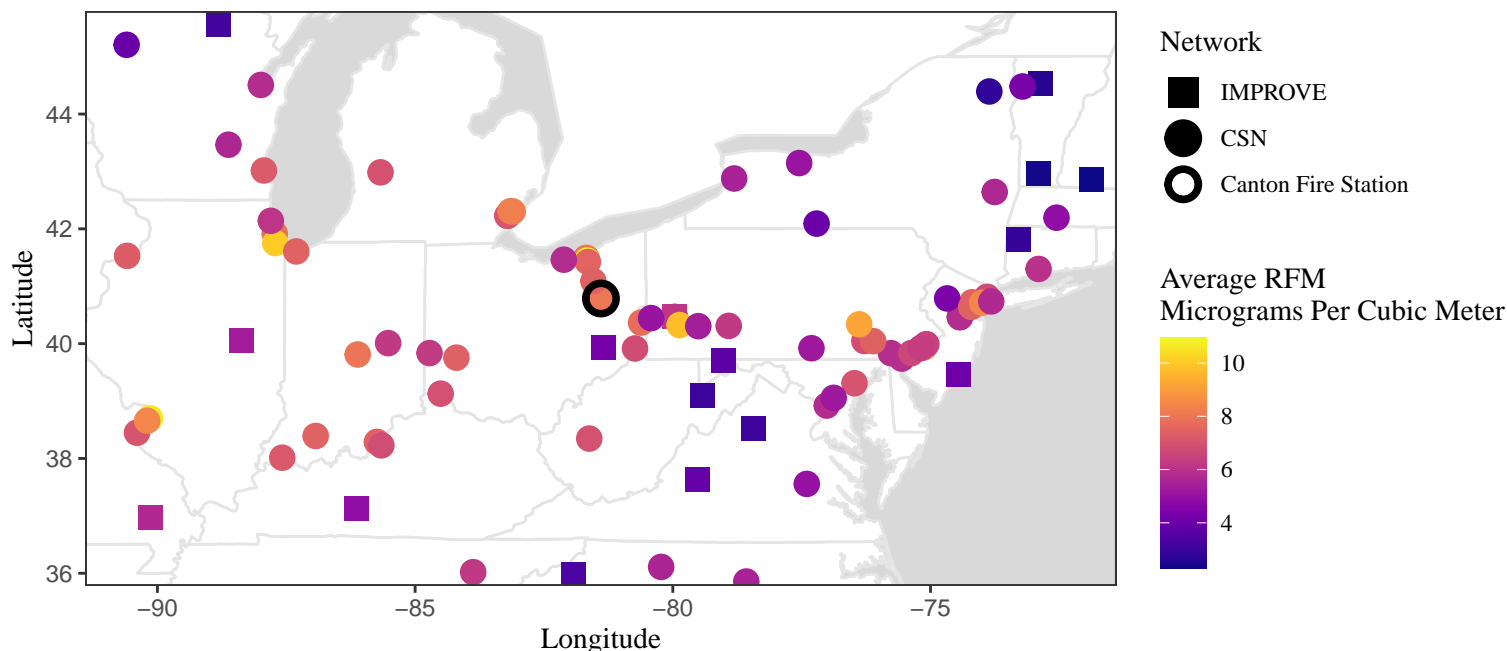 Network
IMPROVE
CSN
Canton Fire Station
Average RFM
Micrograms Per Cubic Meter
10
8
6
4
Latitude
44
42
40
38
36
−90
−85
−80
−75
Longitude